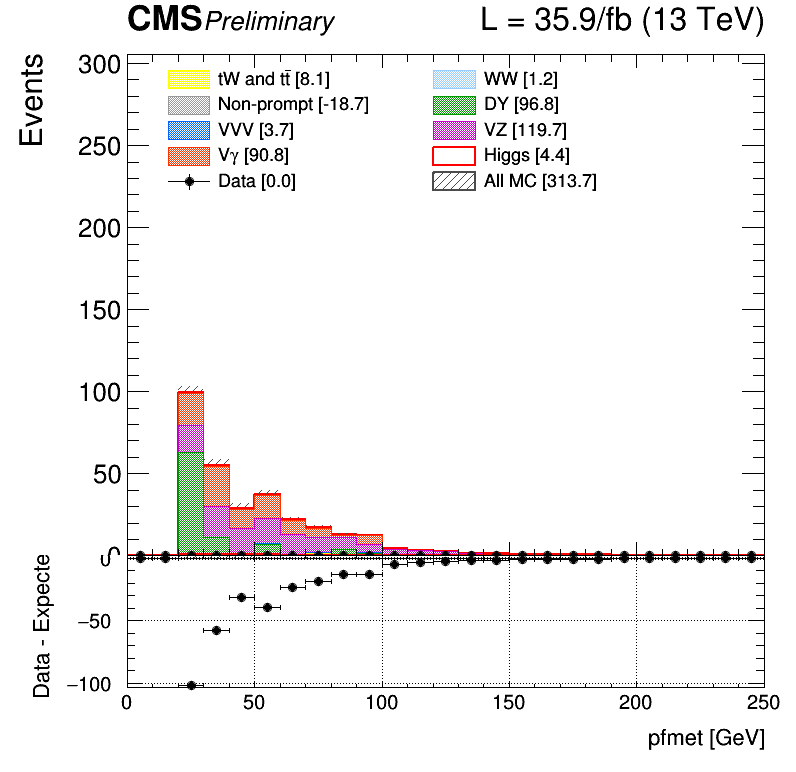 CMS Preliminary L = 35.9/fb (13 TeV)
Events
300
250
200
150
100
50
0
tW and tt̄ [8.1]
Non-prompt [-18.7]
VVV [3.7]
Vγ [90.8]
Data [0.0]
WW [1.2]
DY [96.8]
VZ [119.7]
Higgs [4.4]
All MC [313.7]
Data - Expecte
0
−50
−100
0 50 100 150 200 250
pfmet [GeV]